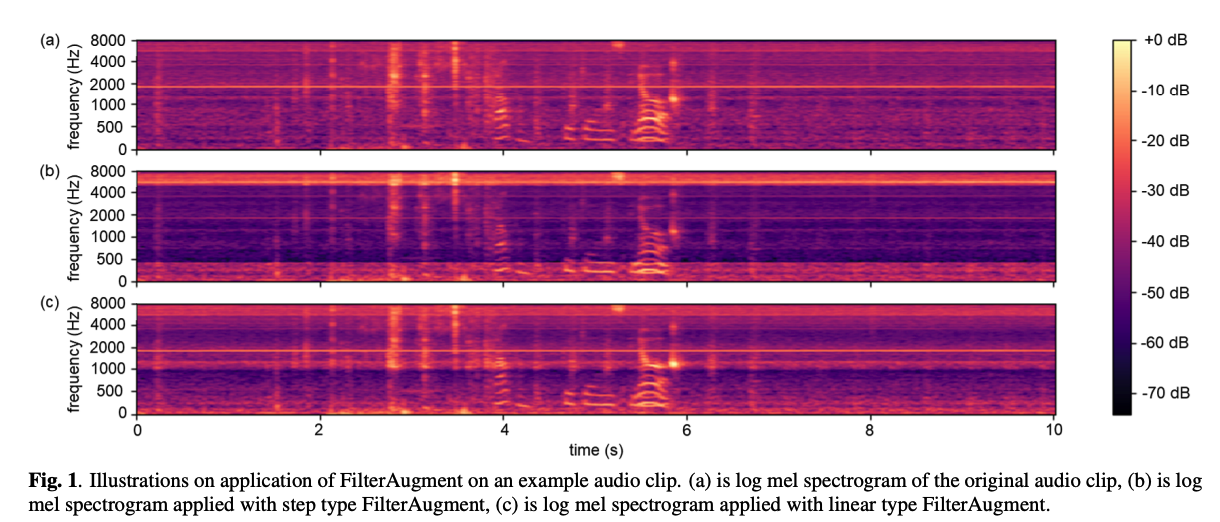 (a)
frequency (Hz)
8000
4000
2000
1000
500
0
(b)
frequency (Hz)
8000
4000
2000
1000
500
0
(c)
frequency (Hz)
8000
4000
2000
1000
500
0
0 2 4 6 8 10
time (s)
+0 dB
-10 dB
-20 dB
-30 dB
-40 dB
-50 dB
-60 dB
-70 dB
Fig. 1. Illustrations on application of FilterAugment on an example audio clip. (a) is log mel spectrogram of the original audio clip, (b) is log
mel spectrogram applied with step type FilterAugment, (c) is log mel spectrogram applied with linear type FilterAugment.